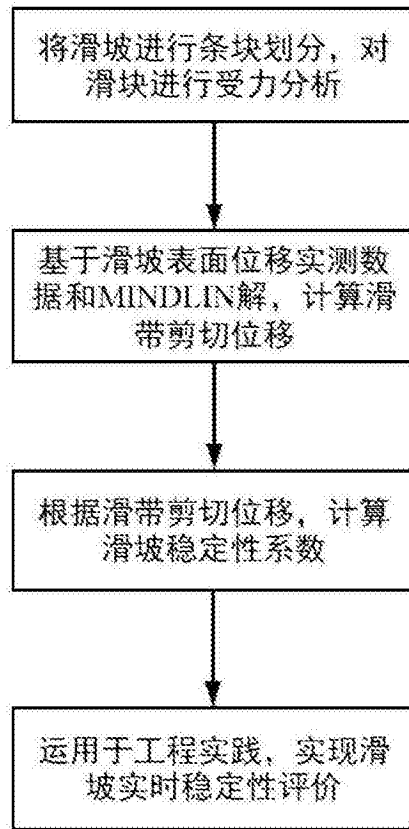 将滑坡进行条块划分，对
滑块进行受力分析
基于滑坡表面位移实测数
据和MINDLIN解，计算滑
带剪切位移
根据滑带剪切位移，计算
滑坡稳定性系数
运用于工程实践，实现滑
坡实时稳定性评价